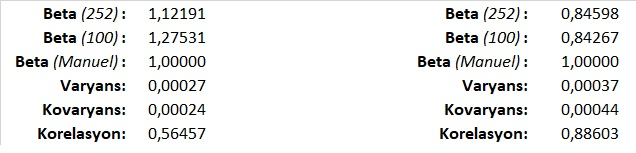 Beta (252) : 1,12191 Beta (252) : 0,84598
Beta (100) : 1,27531 Beta (100) : 0,84267
Beta (Manuel) : 1,00000 Beta (Manuel) : 1,00000
Varyans: 0,00027 Varyans: 0,00037
Kovaryans: 0,00024 Kovaryans: 0,00044
Korelasyon: 0,56457 Korelasyon: 0,88603